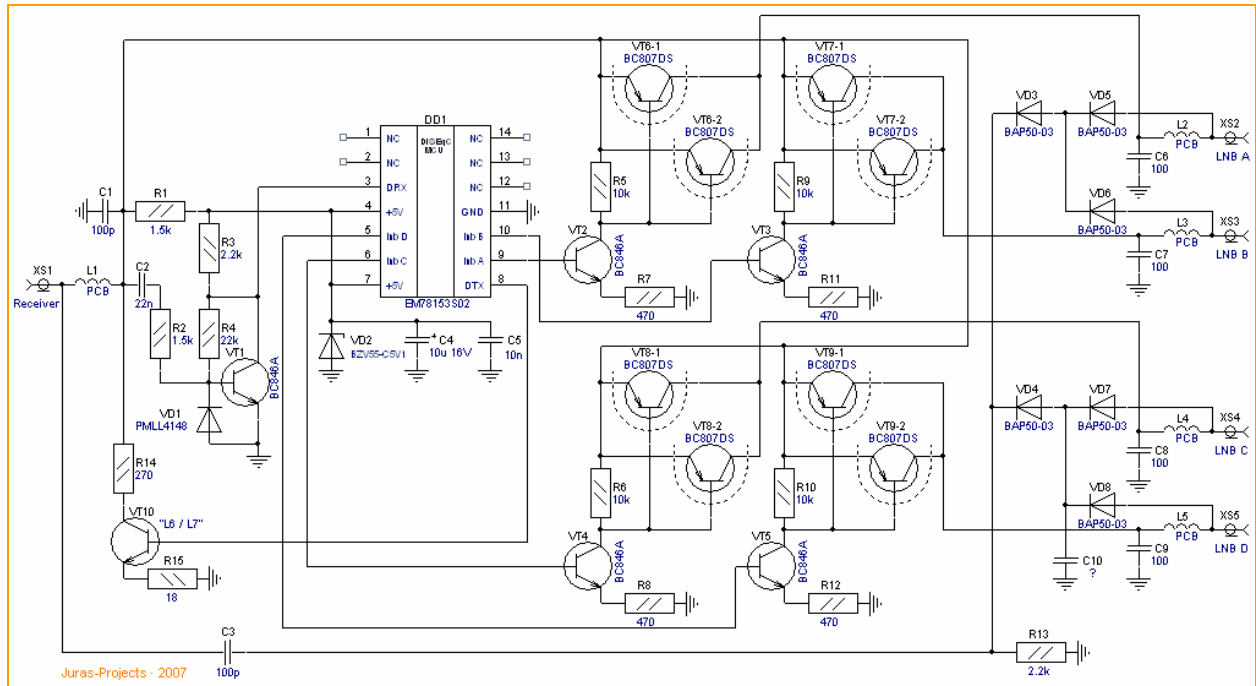 VT6-1
BC807DS
VT7-1
BC807DS
VD3
BAP50-03
VD5
BAP50-03
L2
PCB
XS2
LNB A
C6
100
DD1
DISEqC
MCU
1 NC
2 NC
3 DRX
4 +5V
5 Inb D
6 Inb C
7 +5V
NC 14
NC 13
NC 12
GND 11
Inb B 10
Inb A 9
DTX 8
EM78153S02
VT6-2
BC807DS
VT7-2
BC807DS
R5
10k
R9
10k
VD6
BAP50-03
L3
PCB
XS3
LNB B
C7
100
C1
100p
R1
1.5k
R3
2.2k
VT2
BC846A
VT3
BC846A
R7
470
R11
470
XS1
Receiver
L1
PCB
C2
22n
R2
1.5k
R4
22k
VT1
BC846A
VD1
PMLL4148
VD2
BZV55-C5V1
+
C4
10u 16V
C5
10n
VT8-1
BC807DS
VT9-1
BC807DS
VD4
BAP50-03
VD7
BAP50-03
L4
PCB
XS4
LNB C
C8
100
R14
270
VT8-2
BC807DS
VT9-2
BC807DS
R6
10k
R10
10k
VD8
BAP50-03
L5
PCB
XS5
LNB D
C9
100
C10
?
VT10
"L6 / L7"
R15
18
VT4
BC846A
VT5
BC846A
R8
470
R12
470
C3
100p
R13
2.2k
Juras-Projects - 2007